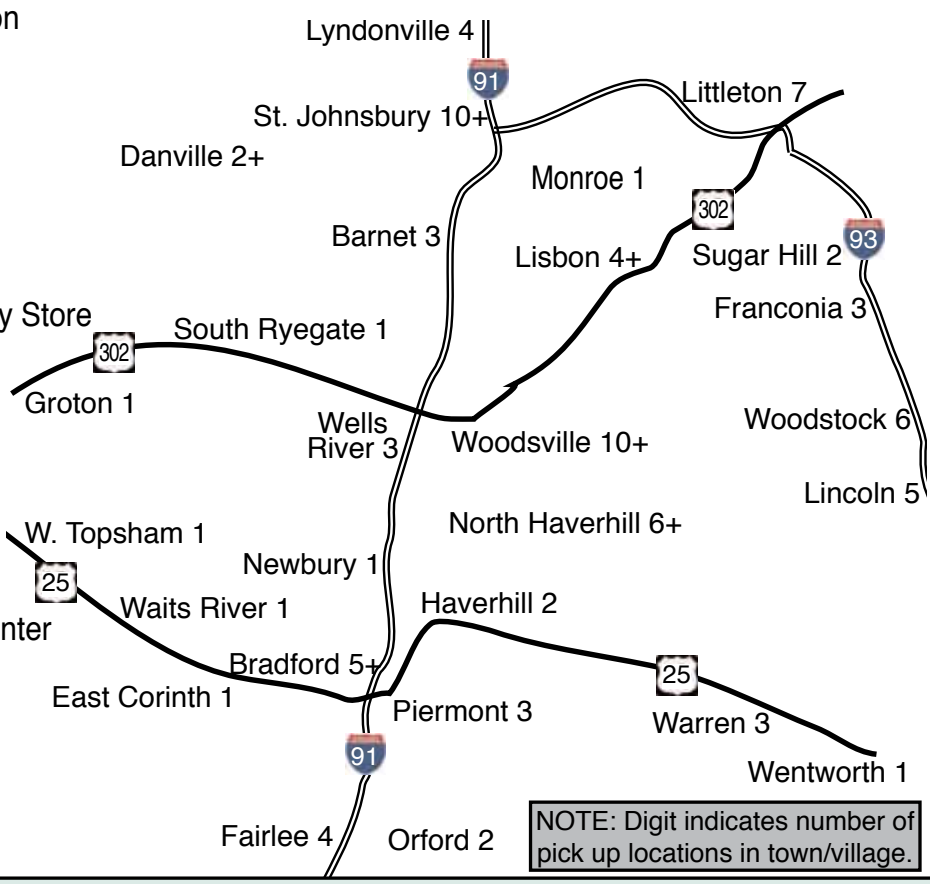 on
Lyndonville 4
91
Littleton 7
St. Johnsbury 10+
Danville 2+
Monroe 1
302
Barnet 3
Lisbon 4+
Sugar Hill 2
93
Franconia 3
y Store
South Ryegate 1
302
Groton 1
Wells
River 3
Woodsville 10+
Woodstock 6
Lincoln 5
North Haverhill 6+
W. Topsham 1
25
Newbury 1
Waits River 1
Haverhill 2
nter
Bradford 5+
East Corinth 1
25
Piermont 3
Warren 3
91
Wentworth 1
Fairlee 4
Orford 2
NOTE: Digit indicates number of
pick up locations in town/village.